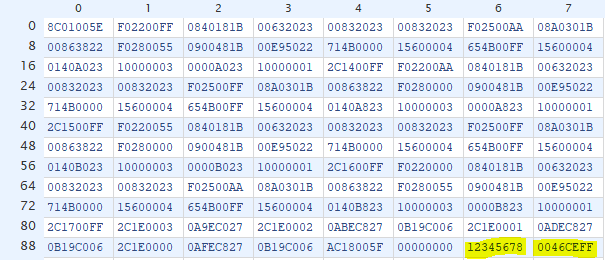 0 1 2 3 4 5 6 7
0 8C01005E F02200FF 0840181B 00632023 00832023 00832023 F02500AA 08A0301B
8 00863822 F0280055 0900481B 00E95022 714B0000 15600004 654B00FF 15600004
16 0140A023 10000003 0000A023 10000001 2C1400FF F02200AA 0840181B 00632023
24 00832023 00832023 F02500FF 08A0301B 00863822 F0280000 0900481B 00E95022
32 714B0000 15600004 654B00FF 15600004 0140A823 10000003 0000A823 10000001
40 2C1500FF F0220055 0840181B 00632023 00832023 00832023 F02500FF 08A0301B
48 00863822 F0280000 0900481B 00E95022 714B0000 15600004 654B00FF 15600004
56 0140B023 10000003 0000B023 10000001 2C1600FF F0220000 0840181B 00632023
64 00832023 00832023 F02500AA 08A0301B 00863822 F0280055 0900481B 00E95022
72 714B0000 15600004 654B00FF 15600004 0140B823 10000003 0000B823 10000001
80 2C1700FF 2C1E0003 0A9EC027 2C1E0002 0ABEC827 0B19C006 2C1E0001 0ADEC827
88 0B19C006 2C1E0000 0AFEC827 0B19C006 AC18005F 00000000 12345678 0046CEFF